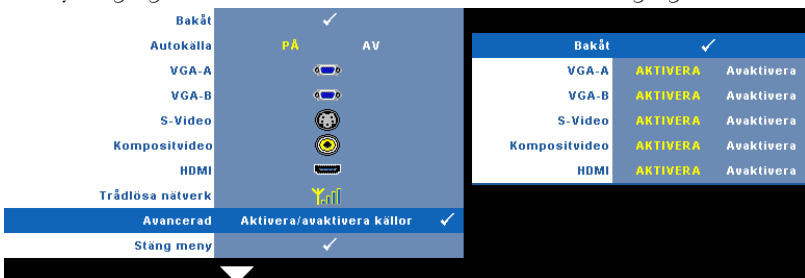 Bakåt
Autokälla PÅ AV
VGA-A
VGA-B
S-Video
Kompositvideo
HDMI
Trådlösa nätverk
Avancerad Aktivera/avaktivera källor
Stäng meny
Bakåt
VGA-A AKTIVERA Avaktivera
VGA-B AKTIVERA Avaktivera
S-Video AKTIVERA Avaktivera
Kompositvideo AKTIVERA Avaktivera
HDMI AKTIVERA Avaktivera